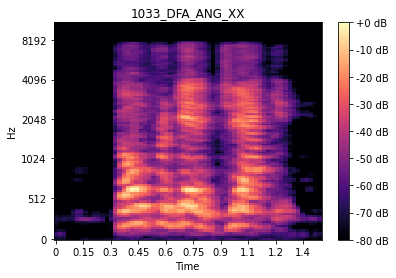 1033_DFA_ANG_XX
8192
4096
2048
1024
512
0
Hz
0 0.15 0.3 0.45 0.6 0.75 0.9 1.1 1.2 1.4
Time
+0 dB
-10 dB
-20 dB
-30 dB
-40 dB
-50 dB
-60 dB
-70 dB
-80 dB